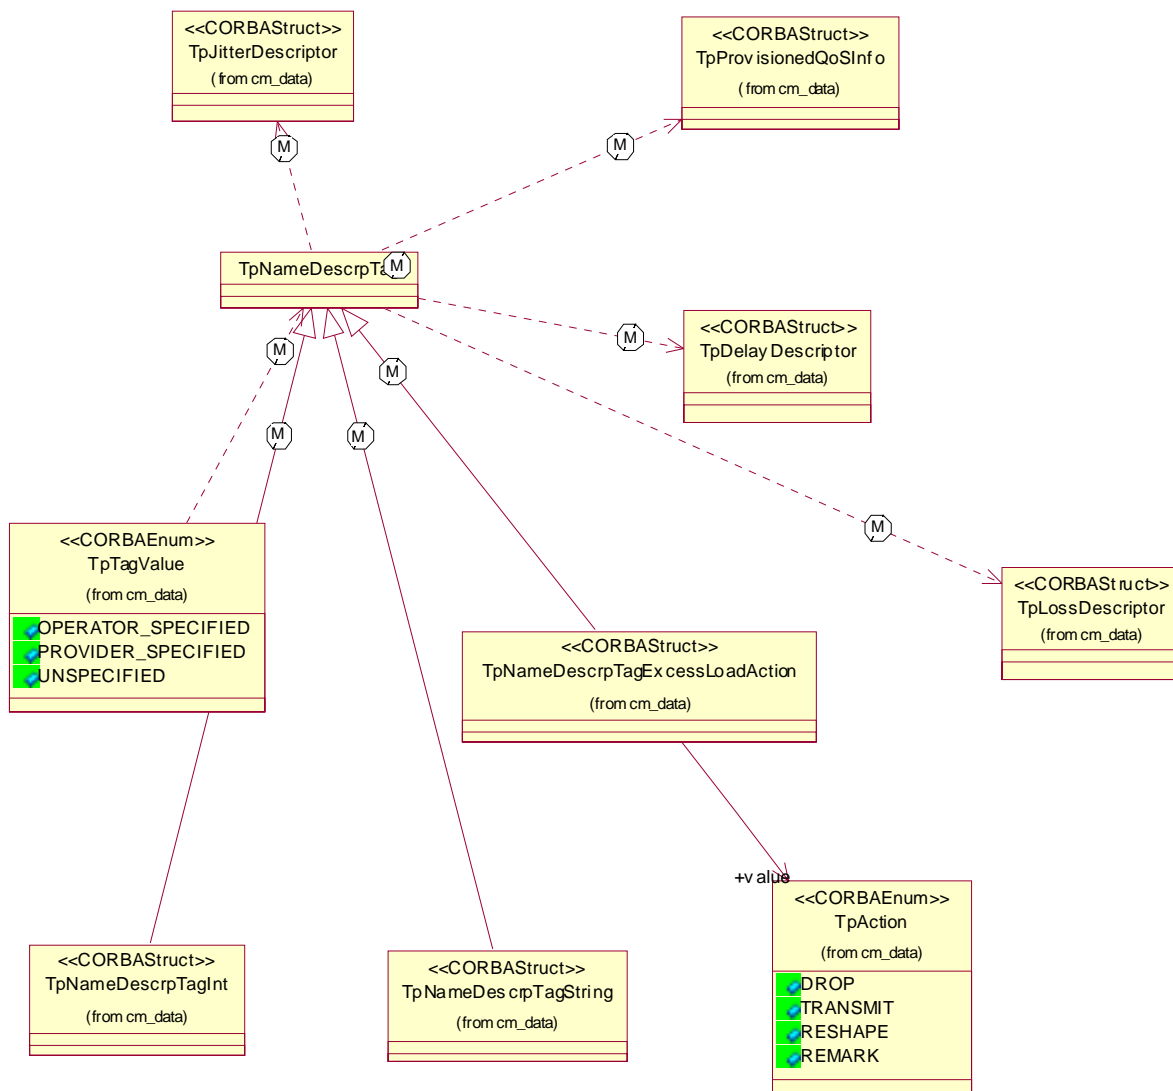 <<CORBAStruct>>
TpJitterDescriptor
(from cm_data)
<<CORBAStruct>>
TpProvisionedQoSInfo
(from cm_data)
M
M
TpNameDescrpTa
M
<<CORBAStruct>>
TpDelayDescriptor
(from cm_data)
M
M
M
M
M
M
<<CORBAEnum>>
TpTagValue
(from cm_data)
OPERATOR_SPECIFIED
PROVIDER_SPECIFIED
UNSPECIFIED
<<CORBAStruct>>
TpLossDescriptor
(from cm_data)
<<CORBAStruct>>
TpNameDescrpTagExcessLoadAction
(from cm_data)
+value
<<CORBAEnum>>
TpAction
(from cm_data)
DROP
TRANSMIT
RESHAPE
REMARK
<<CORBAStruct>>
TpNameDescrpTagInt
(from cm_data)
<<CORBAStruct>>
TpNameDescrpTagString
(from cm_data)